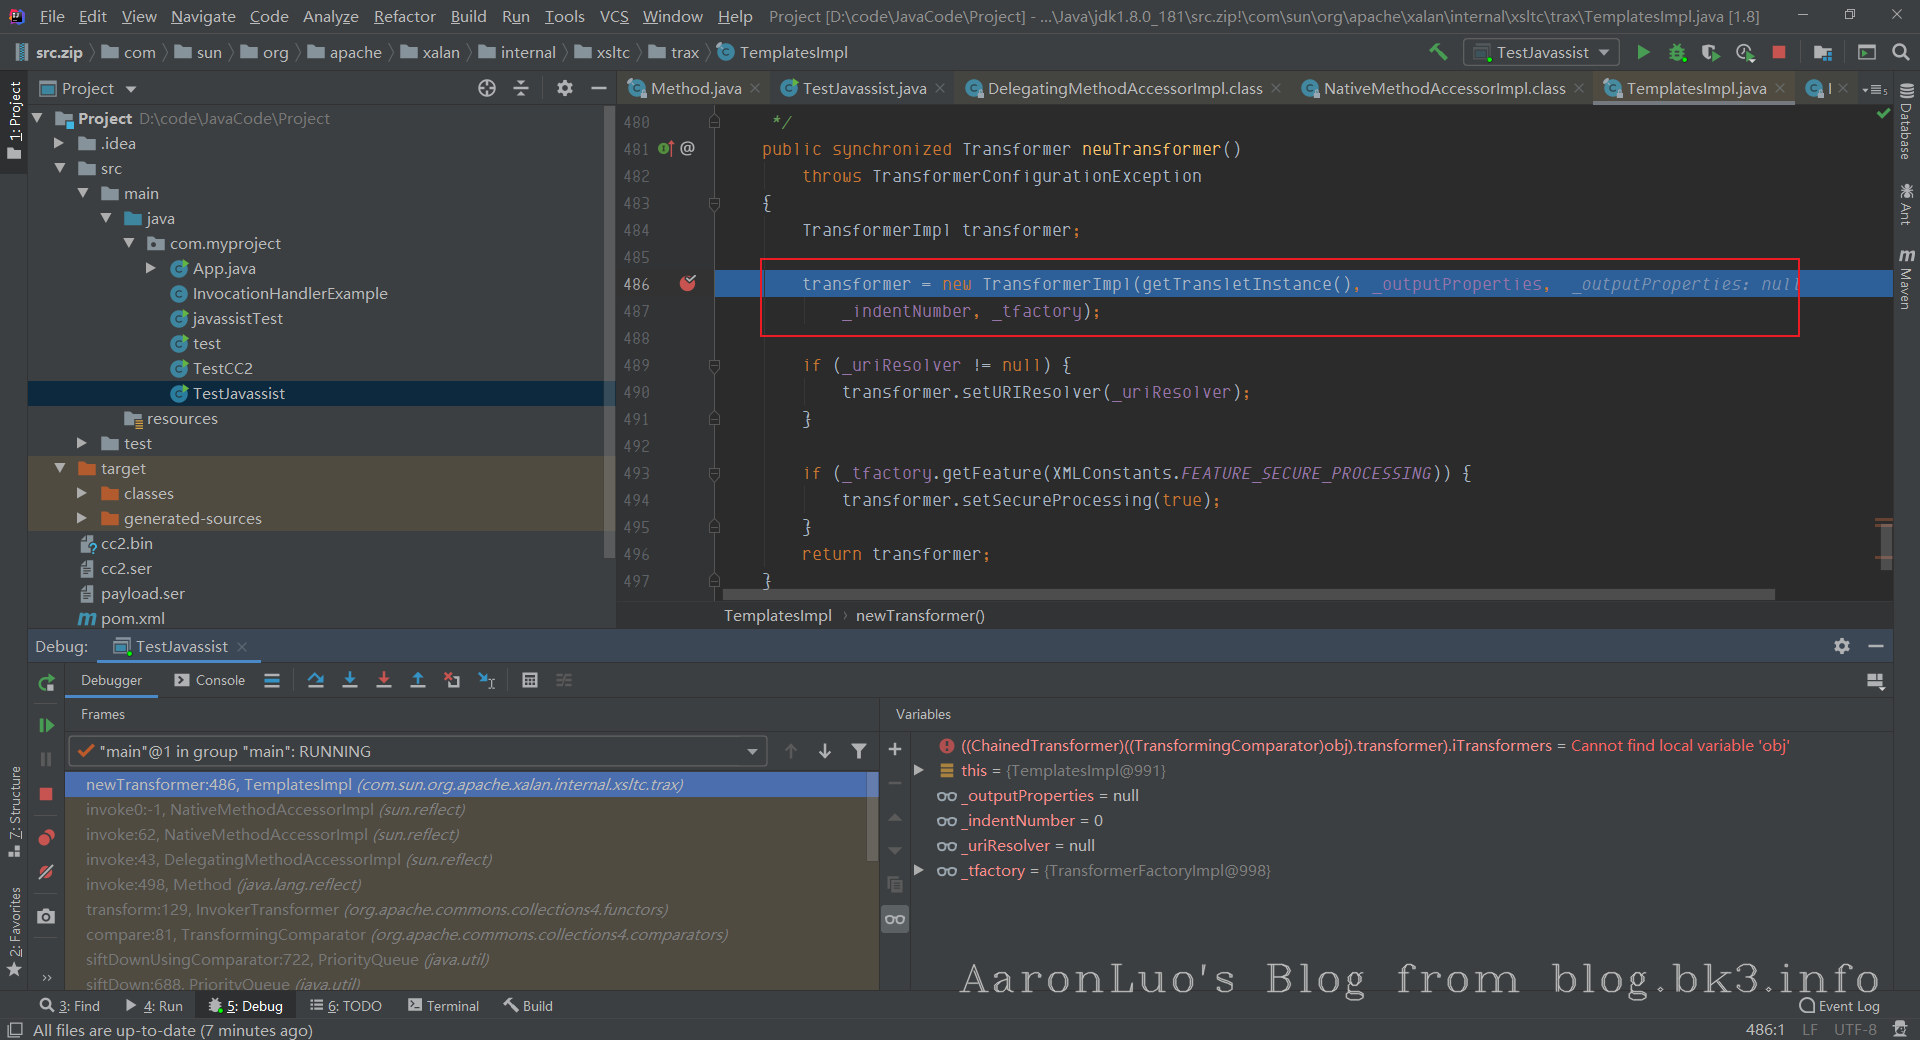 File Edit View Navigate Code Analyze Refactor Build Run Tools VCS Window Help Project [D:\code\JavaCode\Project] - ...\Java\jdk1.8.0_181\src.zip!\com\sun\org\apache\xalan\internal\xsltc\trax\TemplatesImpl.java [1.8]
src.zip com sun org apache xalan internal xsltc trax TemplatesImpl TestJavassist
Project Method.java TestJavassist.java DelegatingMethodAccessorImpl.class NativeMethodAccessorImpl.class TemplatesImpl.java
1: Project
Project D:\code\JavaCode\Project
.idea
src
main
java
com.myproject
App.java
InvocationHandlerExample
javassistTest
test
TestCC2
TestJavassist
resources
test
target
classes
generated-sources
cc2.bin
cc2.ser
payload.ser
pom.xml
480 */
481 @ public synchronized Transformer newTransformer()
482 throws TransformerConfigurationException
483 {
484 TransformerImpl transformer;
485
486 transformer = new TransformerImpl(getTransletInstance(), _outputProperties, _outputProperties: null
487 _indentNumber, _tfactory);
488
489 if (_uriResolver != null) {
490 transformer.setURIResolver(_uriResolver);
491 }
492
493 if (_tfactory.getFeature(XMLConstants.FEATURE_SECURE_PROCESSING)) {
494 transformer.setSecureProcessing(true);
495 }
496 return transformer;
497 }
TemplatesImpl › newTransformer()
Database
Ant
Maven
Debug: TestJavassist
Debugger Console
Frames
"main"@1 in group "main": RUNNING
newTransformer:486, TemplatesImpl (com.sun.org.apache.xalan.internal.xsltc.trax)
invoke0:-1, NativeMethodAccessorImpl (sun.reflect)
invoke:62, NativeMethodAccessorImpl (sun.reflect)
invoke:43, DelegatingMethodAccessorImpl (sun.reflect)
invoke:498, Method (java.lang.reflect)
transform:129, InvokerTransformer (org.apache.commons.collections4.functors)
compare:81, TransformingComparator (org.apache.commons.collections4.comparators)
siftDownUsingComparator:722, PriorityQueue (java.util)
siftDown:688, PriorityQueue (java.util)
Variables
((ChainedTransformer)((TransformingComparator)obj).transformer).iTransformers = Cannot find local variable 'obj'
this = {TemplatesImpl@991}
_outputProperties = null
_indentNumber = 0
_uriResolver = null
_tfactory = {TransformerFactoryImpl@998}
7: Structure
2: Favorites
AaronLuo's Blog from blog.bk3.info
3: Find 4: Run 5: Debug 6: TODO Terminal Build Event Log
All files are up-to-date (7 minutes ago) 486:1 LF UTF-8